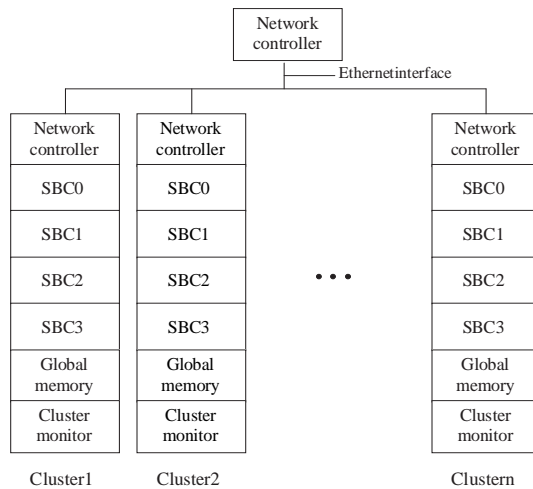 Network
controller
Ethernetinterface
Network
controller
SBC0
SBC1
SBC2
SBC3
Global
memory
Cluster
monitor
Cluster1
Network
controller
SBC0
SBC1
SBC2
SBC3
Global
memory
Cluster
monitor
Cluster2
Network
controller
SBC0
SBC1
SBC2
SBC3
Global
memory
Cluster
monitor
Clustern